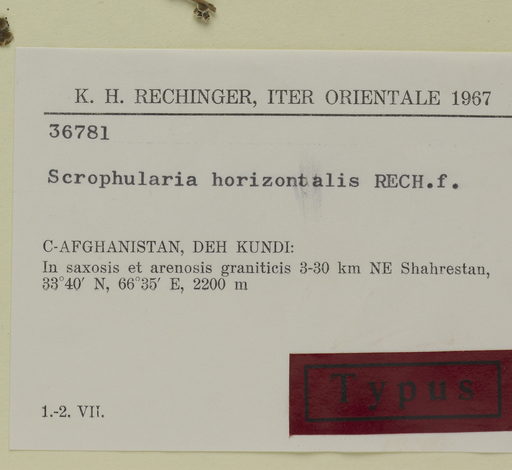 K. H. RECHINGER, ITER ORIENTALE 1967
36781
Scrophularia horizontalis RECH.f.
C-AFGHANISTAN, DEH KUNDI:
In saxosis et arenosis graniticis 3-30 km NE Shahrestan,
33°40′ N, 66°35′ E, 2200 m
Typus
1.-2. VII.